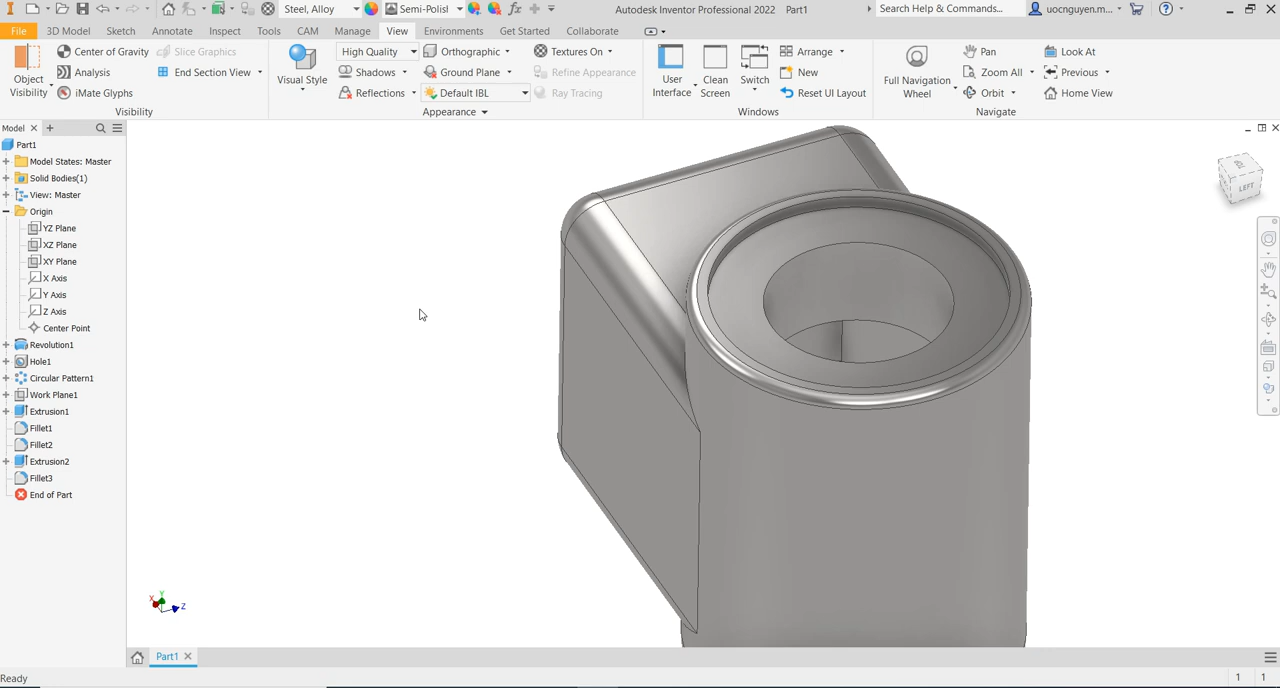 Steel, Alloy
Semi-Polisl
Autodesk Inventor Professional 2022 Part1
Search Help & Commands...
uocnguyen.m...
File 3D Model Sketch Annotate Inspect Tools CAM Manage View Environments Get Started Collaborate
Object
Visibility
Center of Gravity
Slice Graphics
Analysis
End Section View
iMate Glyphs
Visibility
Visual Style
High Quality
Shadows
Reflections
Orthographic
Ground Plane
Default IBL
Textures On
Refine Appearance
Ray Tracing
Appearance
User
Interface
Clean
Screen
Switch
Arrange
New
Reset UI Layout
Windows
Full Navigation
Wheel
Pan
Zoom All
Orbit
Look At
Previous
Home View
Navigate
Model
Part1
Model States: Master
Solid Bodies(1)
View: Master
Origin
YZ Plane
XZ Plane
XY Plane
X Axis
Y Axis
Z Axis
Center Point
Revolution1
Hole1
Circular Pattern1
Work Plane1
Extrusion1
Fillet1
Fillet2
Extrusion2
Fillet3
End of Part
LEFT
X
Y
Z
Part1
Ready
1 1